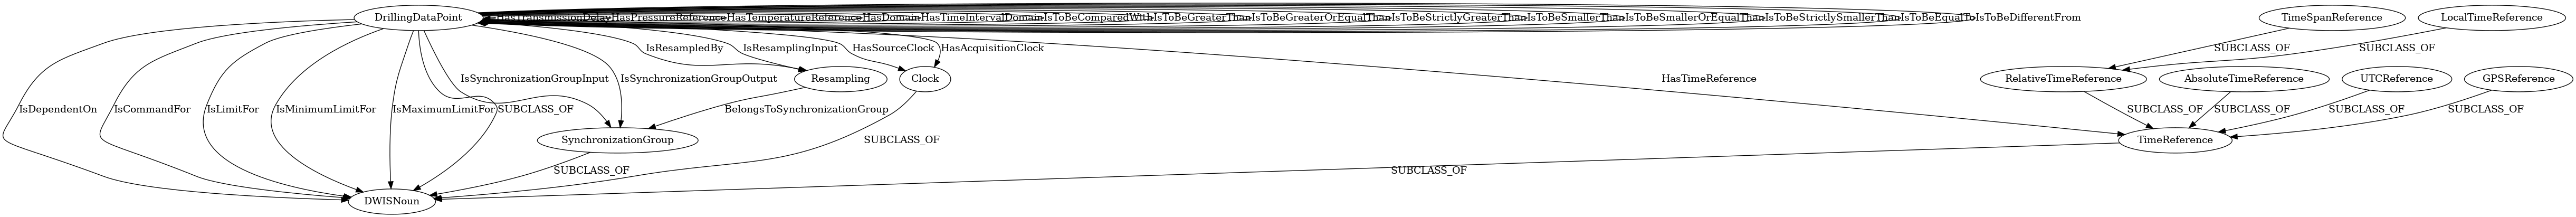 DrillingDataPoint
HasTransmissionDelay
HasPressureReference
HasTemperatureReference
HasDomain
HasTimeIntervalDomain
IsToBeComparedWith
IsToBeGreaterThan
IsToBeGreaterOrEqualThan
IsToBeStrictlyGreaterThan
IsToBeSmallerThan
IsToBeSmallerOrEqualThan
IsToBeStrictlySmallerThan
IsToBeEqualTo
IsToBeDifferentFrom
TimeSpanReference
LocalTimeReference
IsResampledBy
IsResamplingInput
HasSourceClock
HasAcquisitionClock
SUBCLASS_OF
SUBCLASS_OF
IsSynchronizationGroupInput
IsSynchronizationGroupOutput
Resampling
Clock
HasTimeReference
RelativeTimeReference
AbsoluteTimeReference
UTCReference
GPSReference
IsDependentOn
IsCommandFor
IsLimitFor
IsMinimumLimitFor
IsMaximumLimitFor
SUBCLASS_OF
BelongsToSynchronizationGroup
SUBCLASS_OF
SUBCLASS_OF
SUBCLASS_OF
SUBCLASS_OF
SynchronizationGroup
SUBCLASS_OF
TimeReference
SUBCLASS_OF
SUBCLASS_OF
DWISNoun